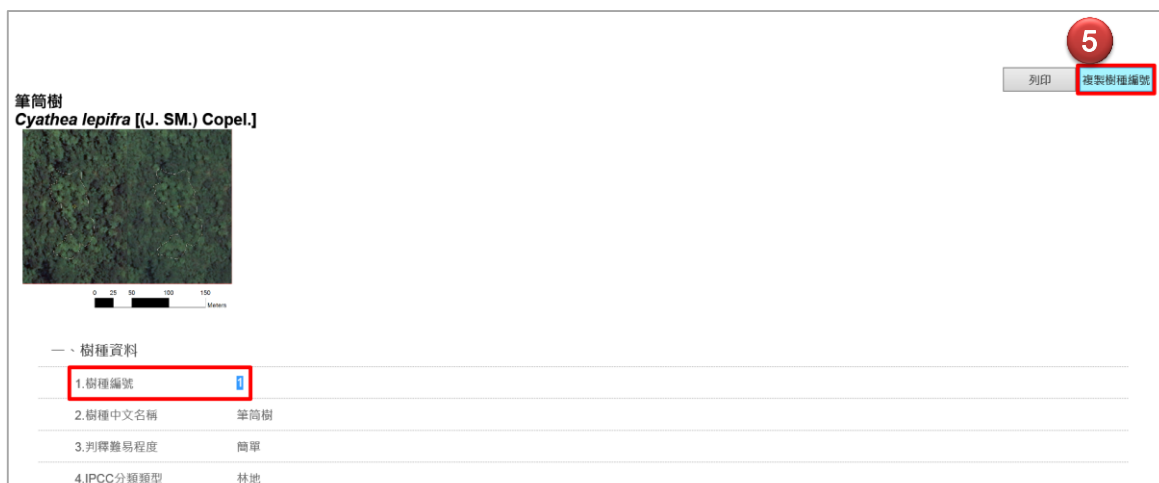 5
列印 複製樹種編號
筆筒樹
Cyathea lepifra [(J. SM.) Copel.]
0 25 50 100 150
Meters
一、樹種資料
1.樹種編號 1
2.樹種中文名稱 筆筒樹
3.判釋難易程度 簡單
4.IPCC分類類型 林地